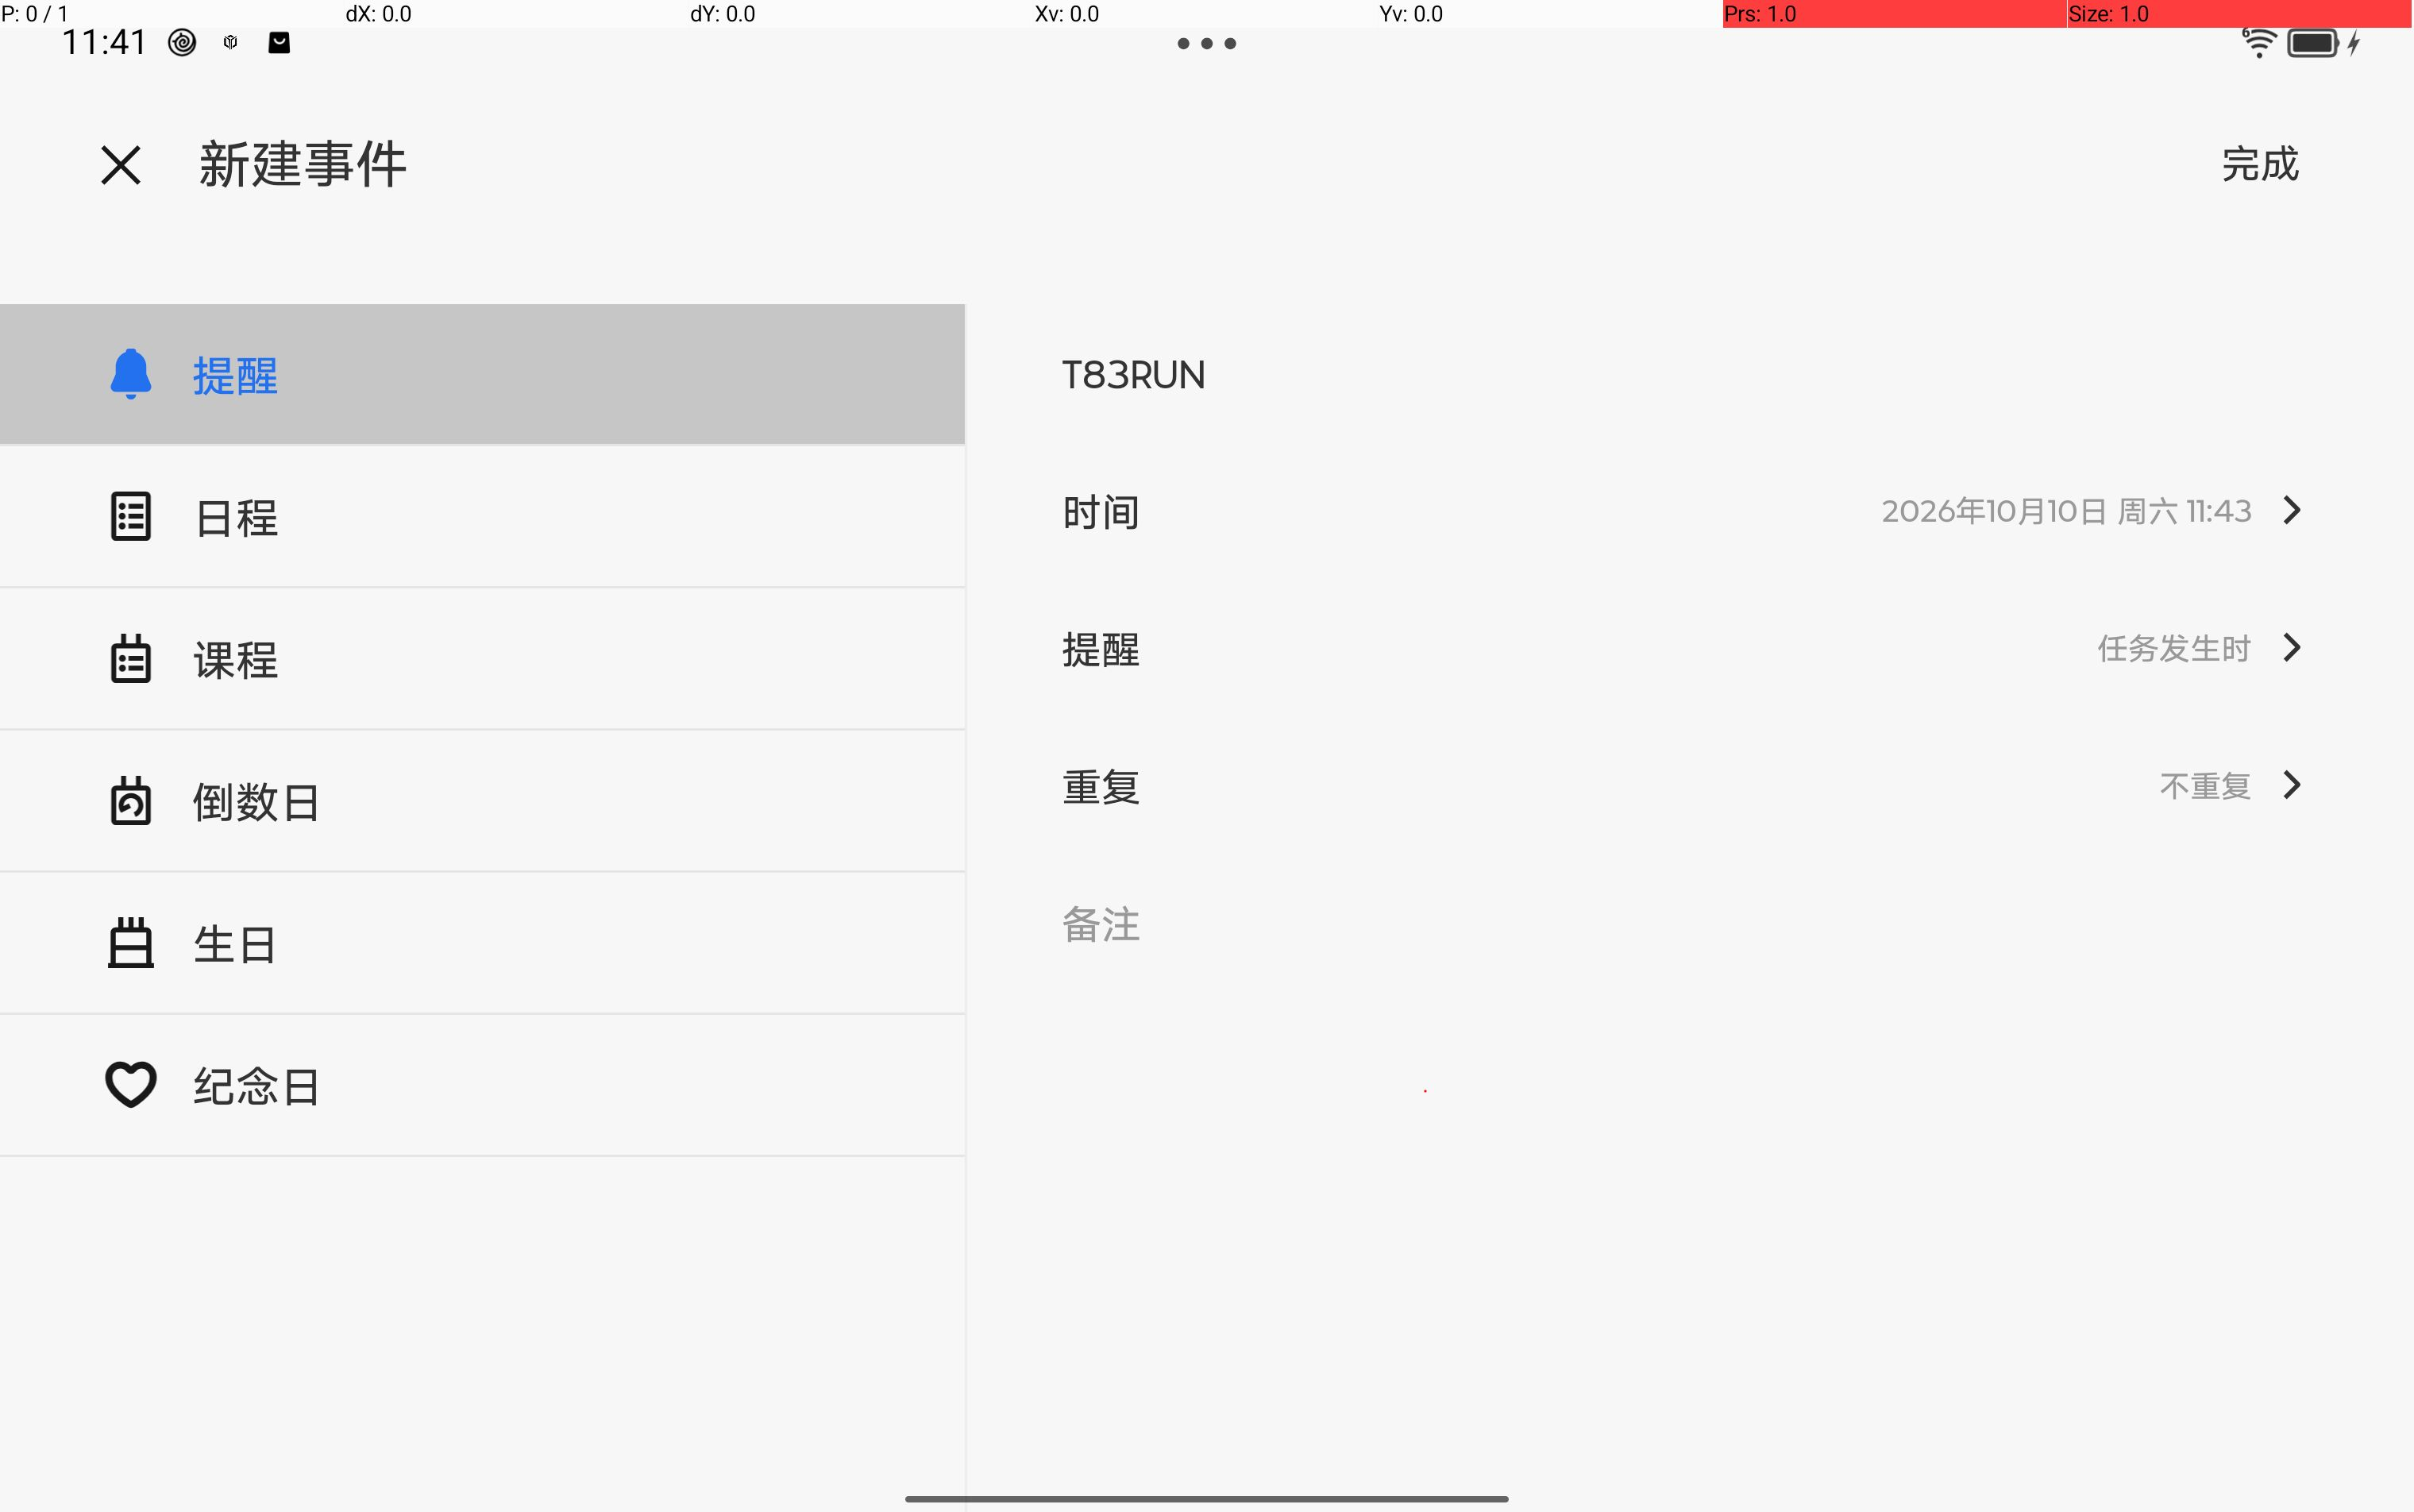 P: 0 / 1 dX: 0.0 dY: 0.0 Xv: 0.0 Yv: 0.0 Prs: 1.0 Size: 1.0
11:41
6
新建事件
完成
提醒
日程
课程
倒数日
生日
纪念日
T83RUN
时间 2026年10月10日 周六 11:43
提醒 任务发生时
重复 不重复
备注